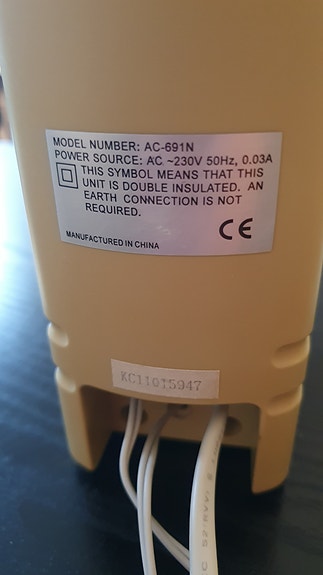 MODEL NUMBER: AC-691N
POWER SOURCE: AC ~230V 50Hz, 0.03A
THIS SYMBOL MEANS THAT THIS
UNIT IS DOUBLE INSULATED. AN
EARTH CONNECTION IS NOT
REQUIRED.
CE
MANUFACTURED IN CHINA
KC11015947